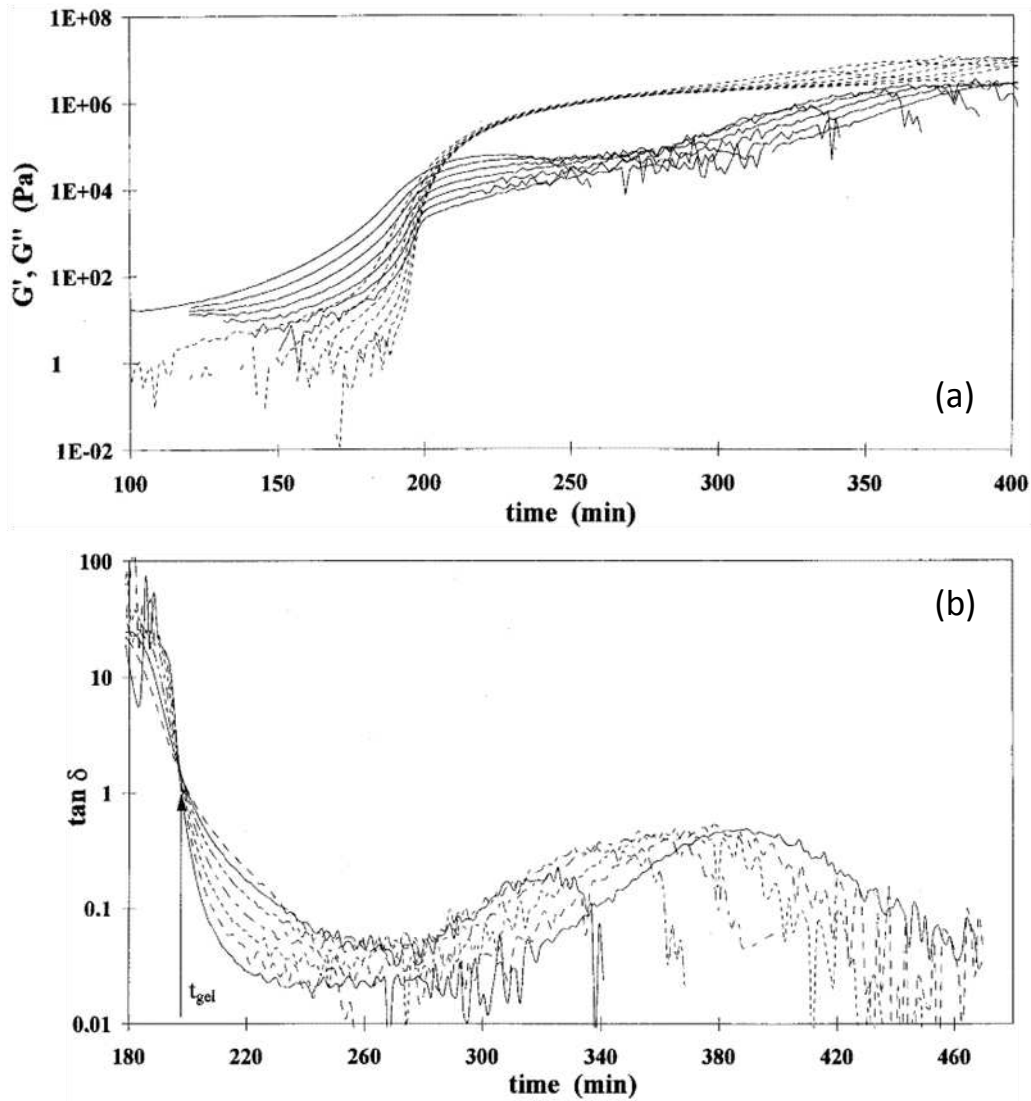 1E+08
1E+06
1E+04
1E+02
1
1E-02
G', G'' (Pa)
100 150 200 250 300 350 400
time (min)
(a)
100
10
1
0.1
0.01
tan δ
t_gel
180 220 260 300 340 380 420 460
time (min)
(b)